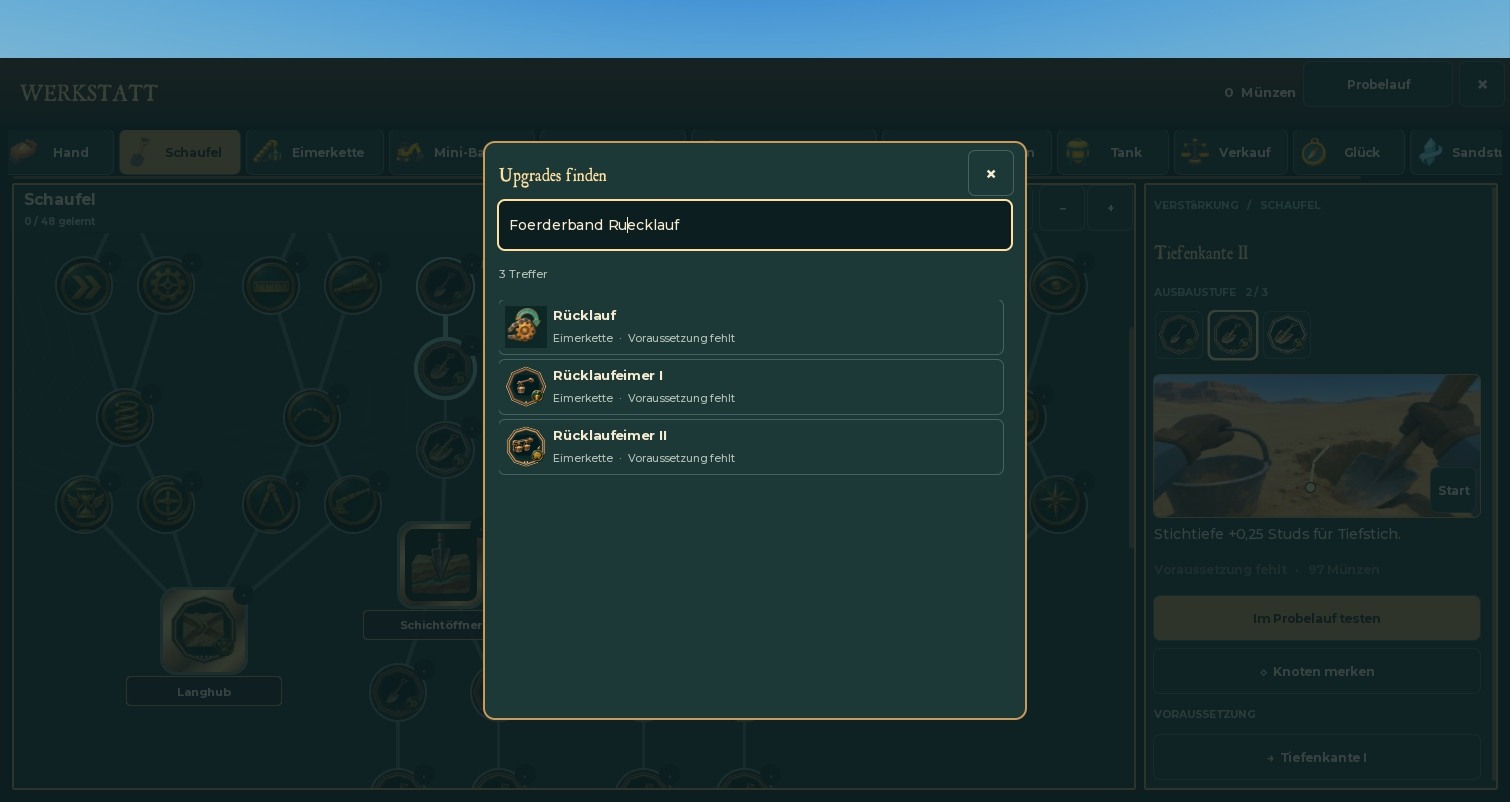 WERKSTATT
0 Münzen
Probelauf
×
Hand
Schaufel
Eimerkette
Mini-Ba
n
Tank
Verkauf
Glück
Sandstu
Schaufel
0 / 48 gelernt
Upgrades finden
×
Foerderband Ruecklauf
3 Treffer
Rücklauf
Eimerkette · Voraussetzung fehlt
Rücklaufeimer I
Eimerkette · Voraussetzung fehlt
Rücklaufeimer II
Eimerkette · Voraussetzung fehlt
Schichtöffner
Langhub
–
+
VERSTäRKUNG / SCHAUFEL
Tiefenkante II
AUSBAUSTUFE 2 / 3
Start
Stichtiefe +0,25 Studs für Tiefstich.
Voraussetzung fehlt · 97 Münzen
Im Probelauf testen
◇ Knoten merken
VORAUSSETZUNG
→ Tiefenkante I